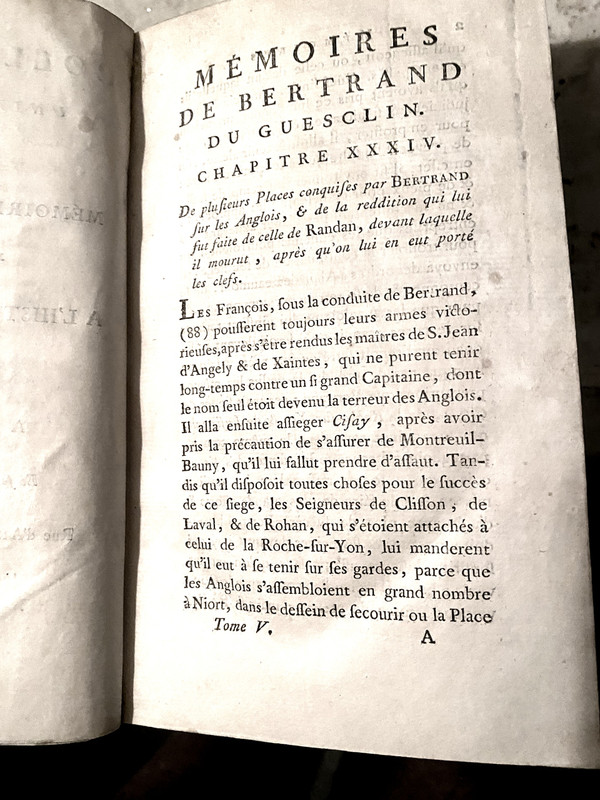 MÉMOIRES
DE BERTRAND
DU GUESCLIN.
CHAPITRE XXXIV.
De pluſieurs Places conquiſes par BERTRAND
ſur les Anglois, & de la reddition qui lui
fut faite de celle de Randan, devant laquelle
il mourut, après qu'on lui en eut porté
les clefs.
LES François, ſous la conduite de Bertrand,
(88) pouſſerent toujours leurs armes victo-
rieuſes, après s'être rendus les maîtres de S. Jean
d'Angely & de Xaintes, qui ne purent tenir
long-temps contre un ſi grand Capitaine, dont
le nom ſeul étoit devenu la terreur des Anglois.
Il alla enſuite aſſieger Ciſay, après avoir
pris la précaution de s'aſſurer de Montreuil-
Bauny, qu'il lui fallut prendre d'aſſaut. Tan-
dis qu'il diſpoſoit toutes choſes pour le ſuccès
de ce ſiege, les Seigneurs de Cliſſon, de
Laval, & de Rohan, qui s'étoient attachés à
celui de la Roche-ſur-Yon, lui manderent
qu'il eut à ſe tenir ſur ſes gardes, parce que
les Anglois s'aſſembloient en grand nombre
à Niort, dans le deſſein de ſecourir ou la Place
Tome V.
A